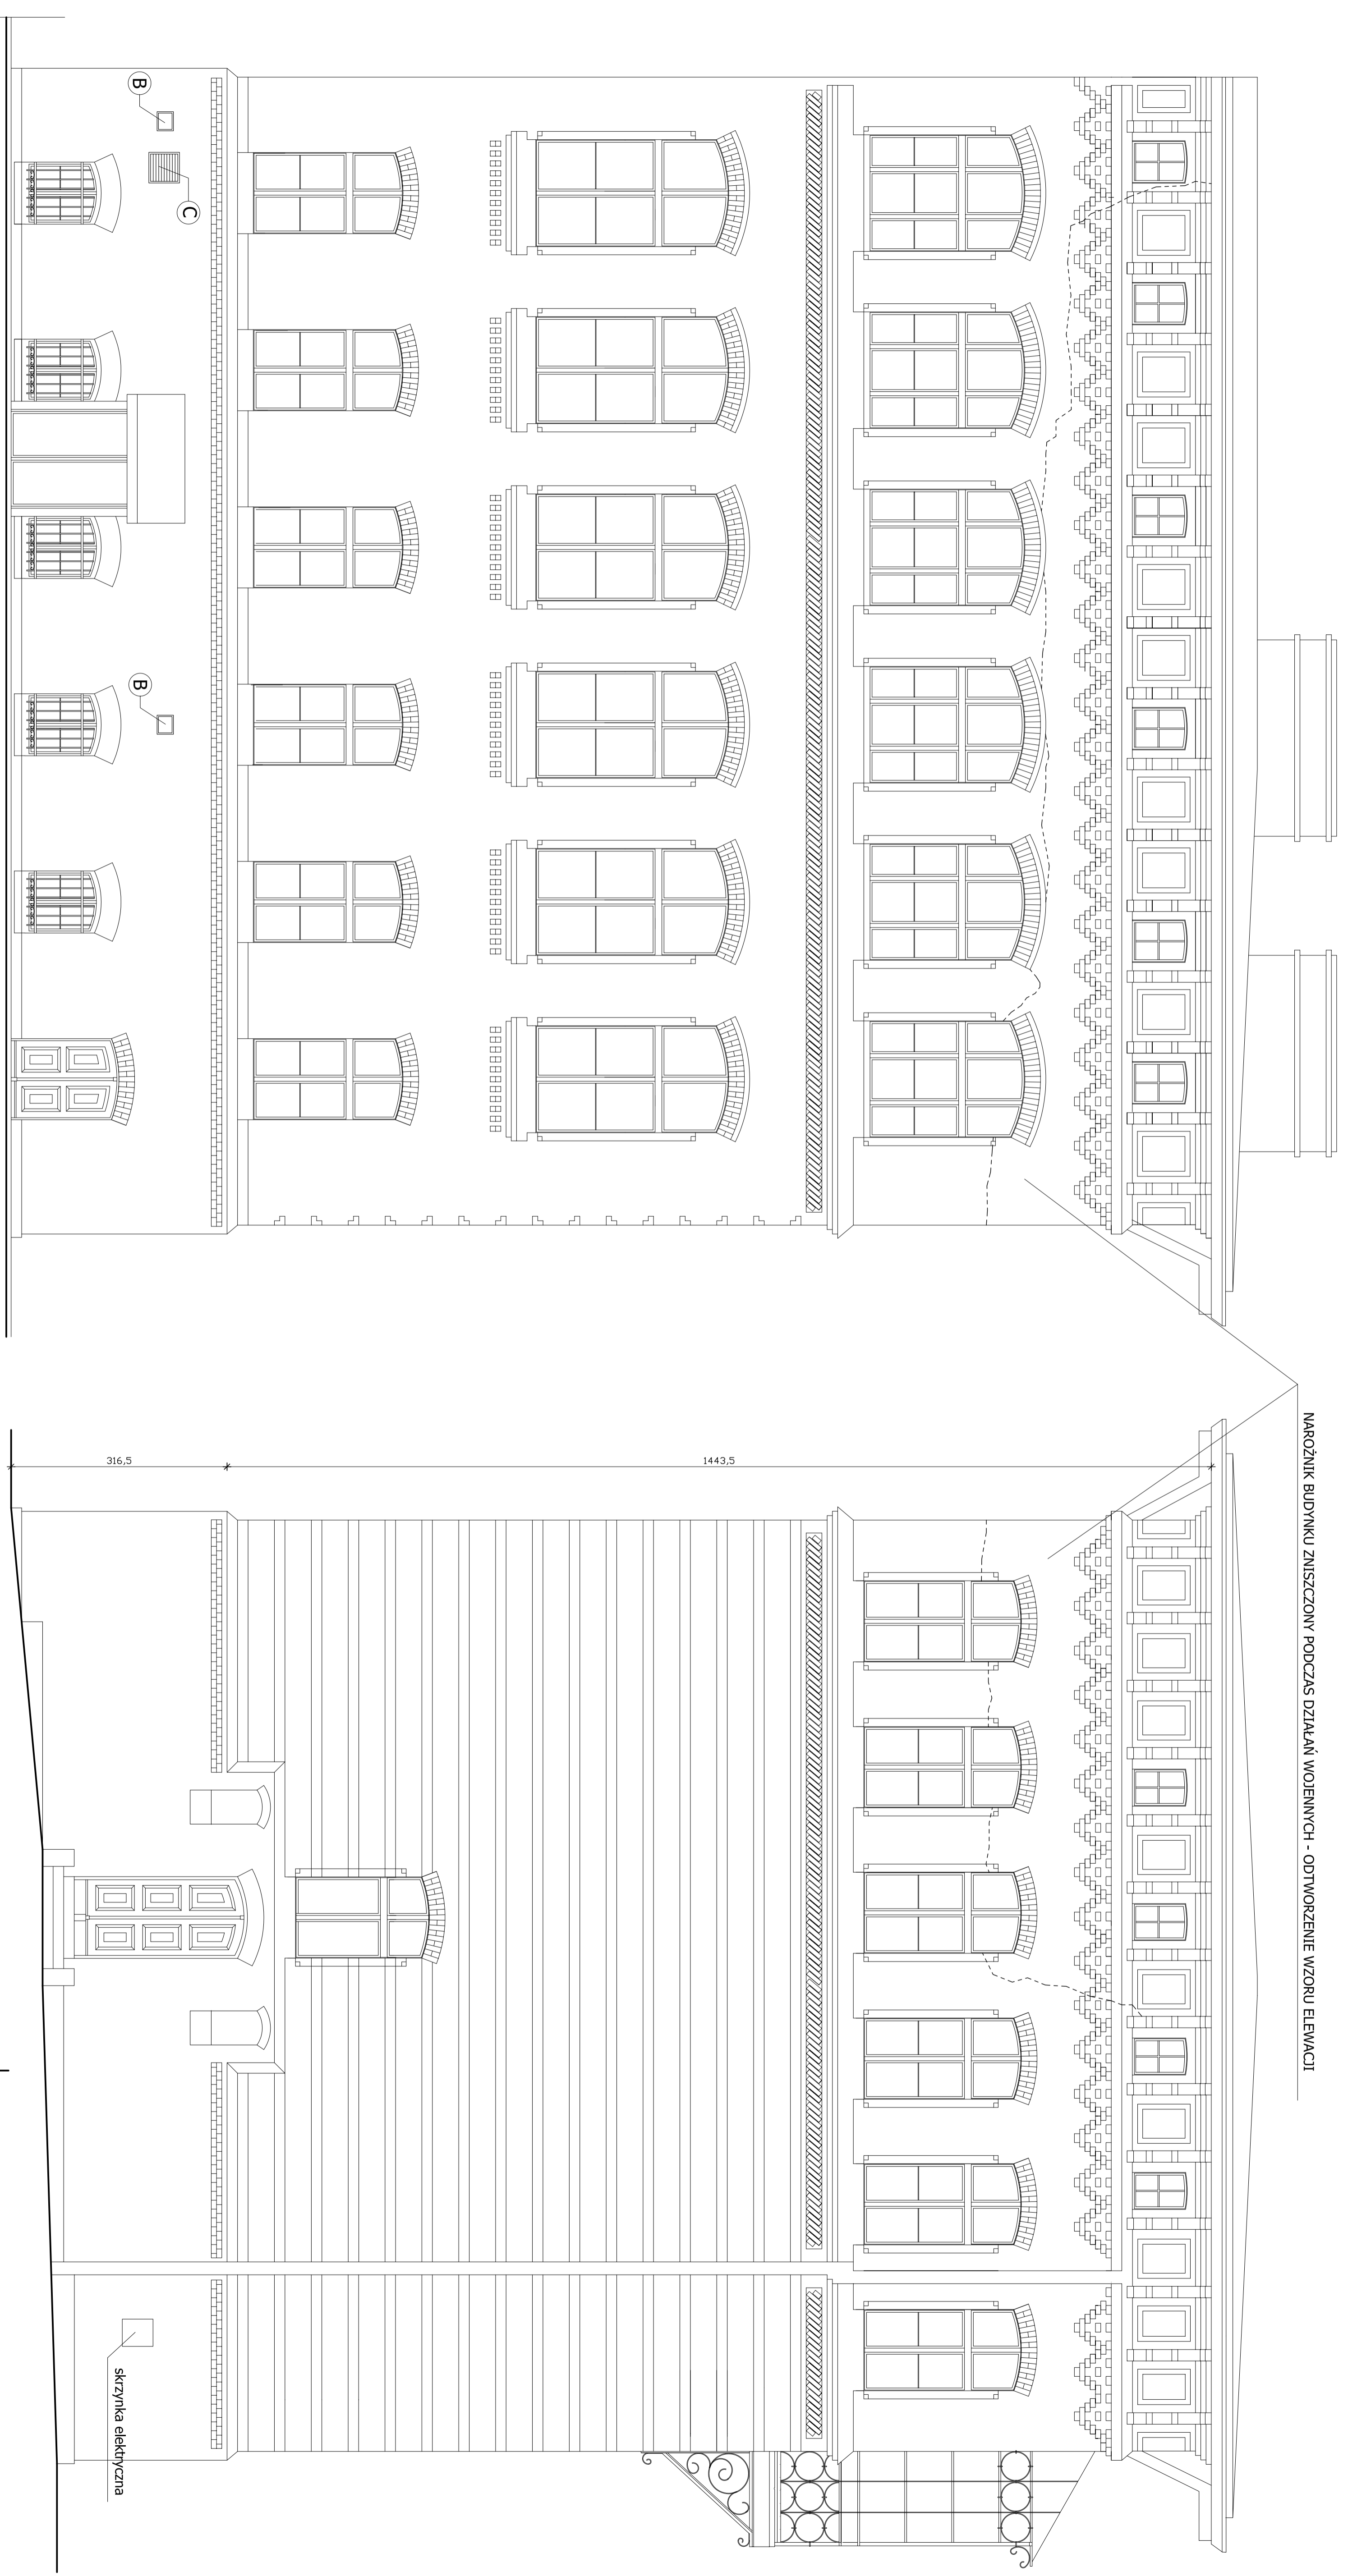 NAROŻNIK BUDYNKU ZNISZCZONY PODCZAS DZIAŁAŃ WOJENNYCH - ODTWORZENIE WZORU ELEWACJI
B
C
B
316,5
1443,5
skrzynka elektryczna